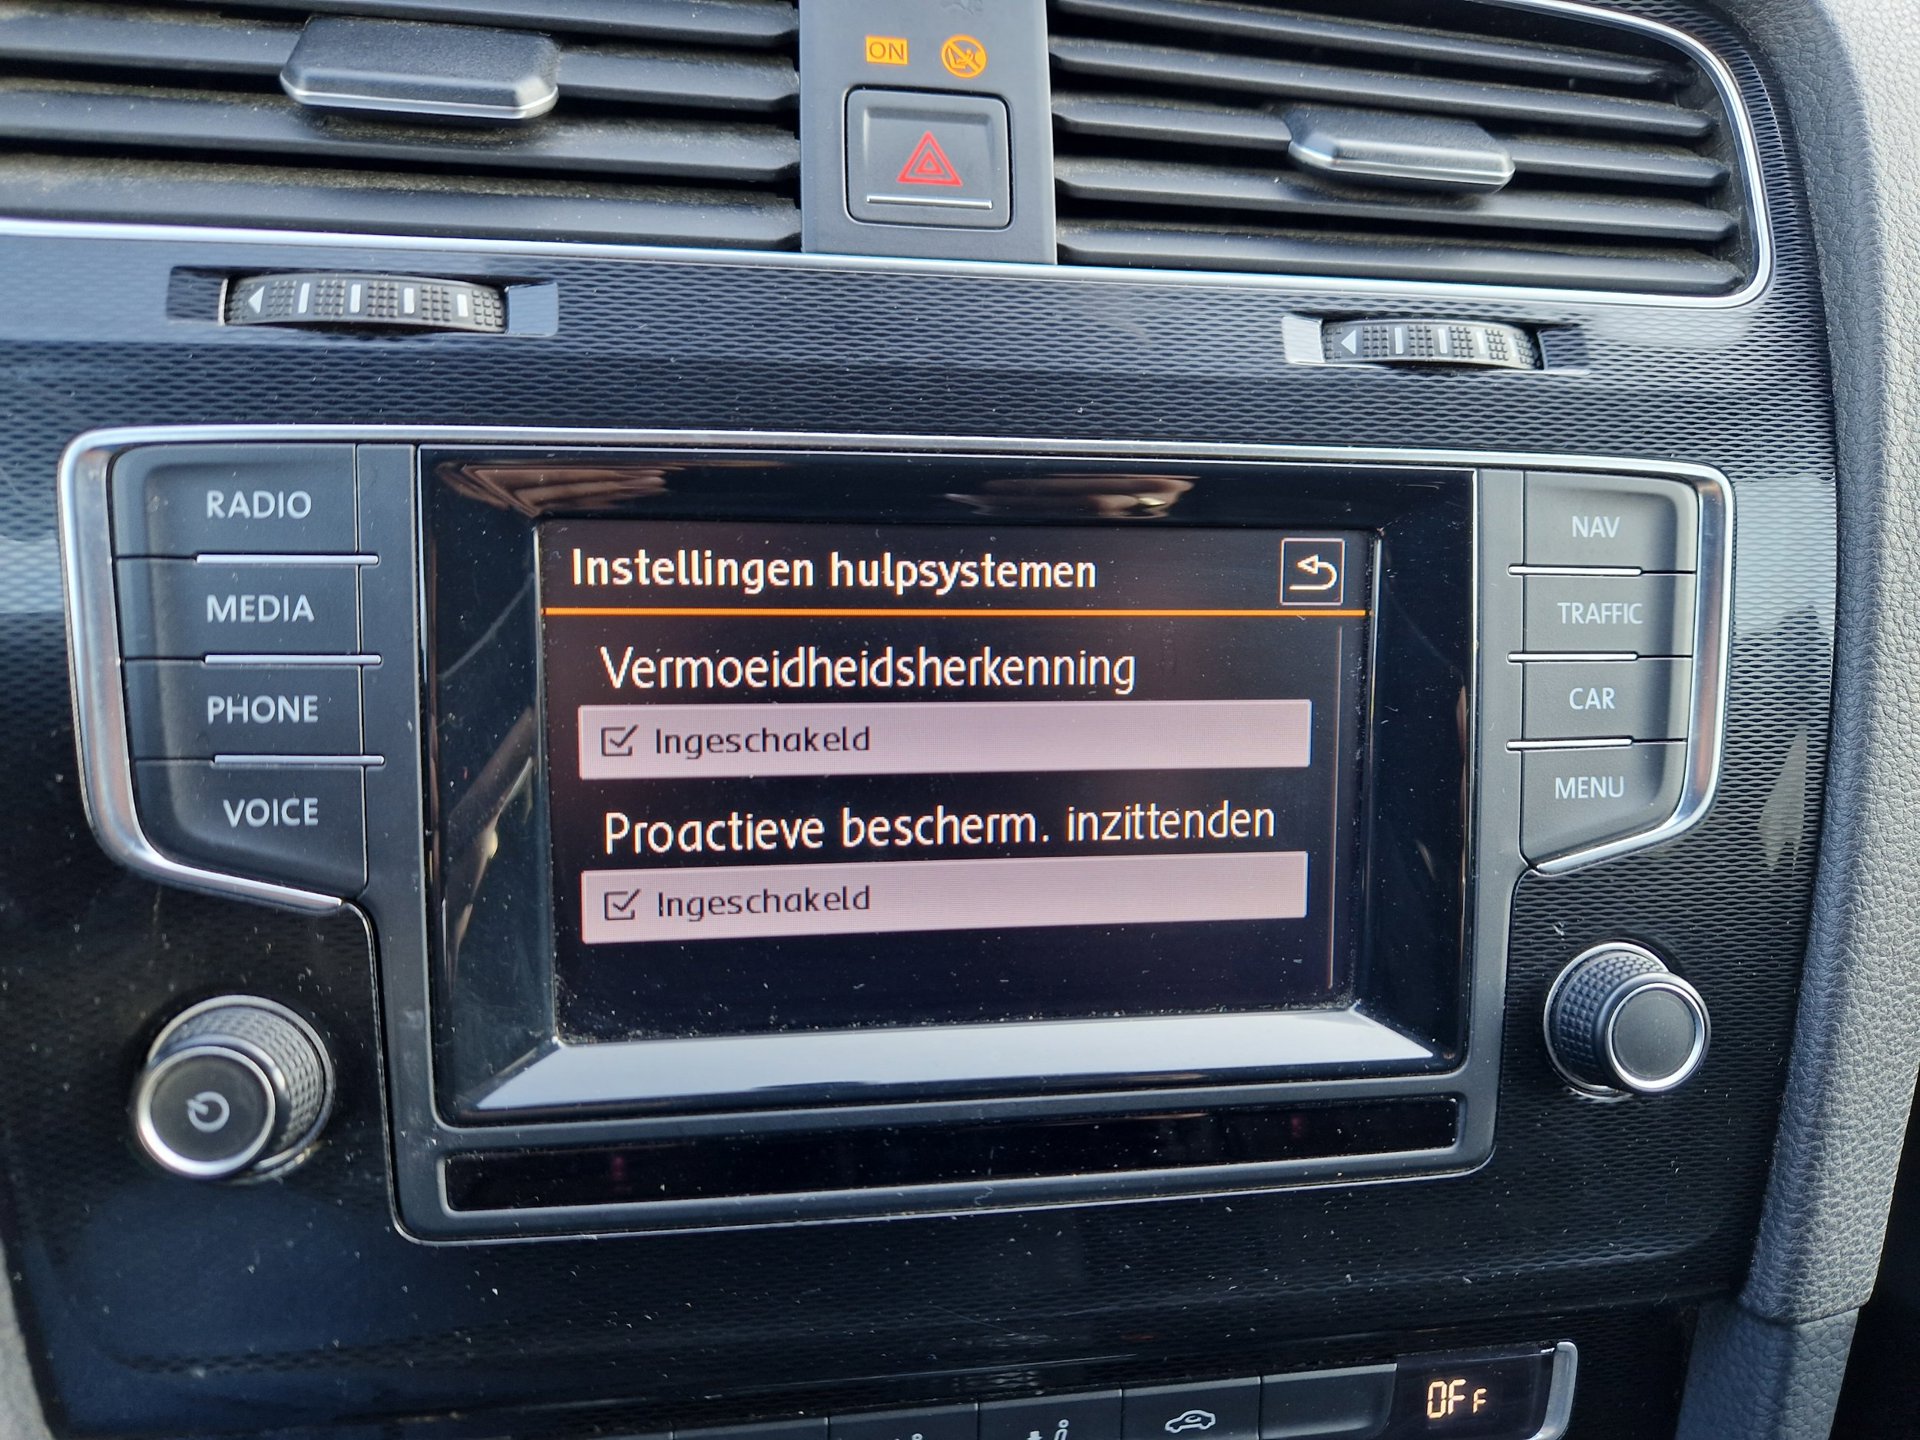 ON
RADIO
MEDIA
PHONE
VOICE
Instellingen hulpsystemen
Vermoeidheidsherkenning
Ingeschakeld
Proactieve bescherm. inzittenden
Ingeschakeld
NAV
TRAFFIC
CAR
MENU
OFF